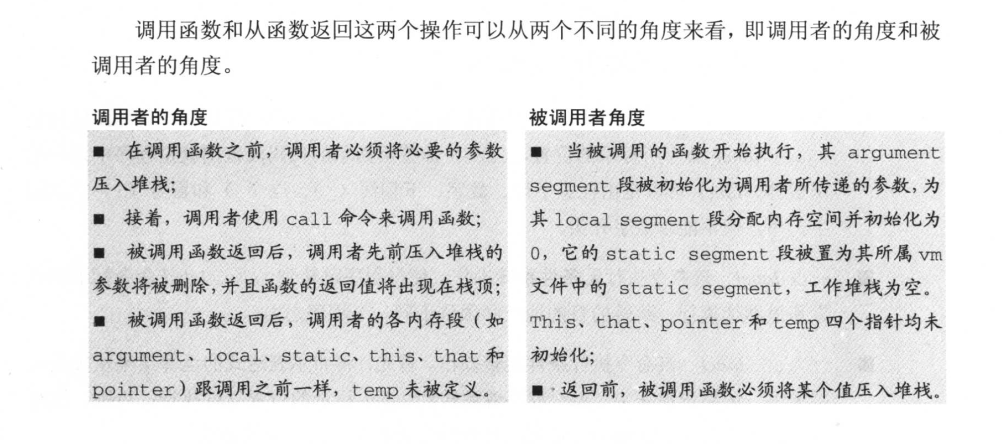 调用函数和从函数返回这两个操作可以从两个不同的角度来看，即调用者的角度和被
调用者的角度。
调用者的角度
■ 在调用函数之前，调用者必须将必要的参数
压入堆栈；
■ 接着，调用者使用 call 命令来调用函数；
■ 被调用函数返回后，调用者先前压入堆栈的
参数将被删除，并且函数的返回值将出现在栈顶；
■ 被调用函数返回后，调用者的各内存段（如
argument、local、static、this、that 和
pointer）跟调用之前一样，temp 未被定义。
被调用者角度
■ 当被调用的函数开始执行，其 argument
segment 段被初始化为调用者所传递的参数，为
其 local segment 段分配内存空间并初始化为
0，它的 static segment 段被置为其所属 vm
文件中的 static segment，工作堆栈为空。
This、that、pointer 和 temp 四个指针均未
初始化；
■ 返回前，被调用函数必须将某个值压入堆栈。